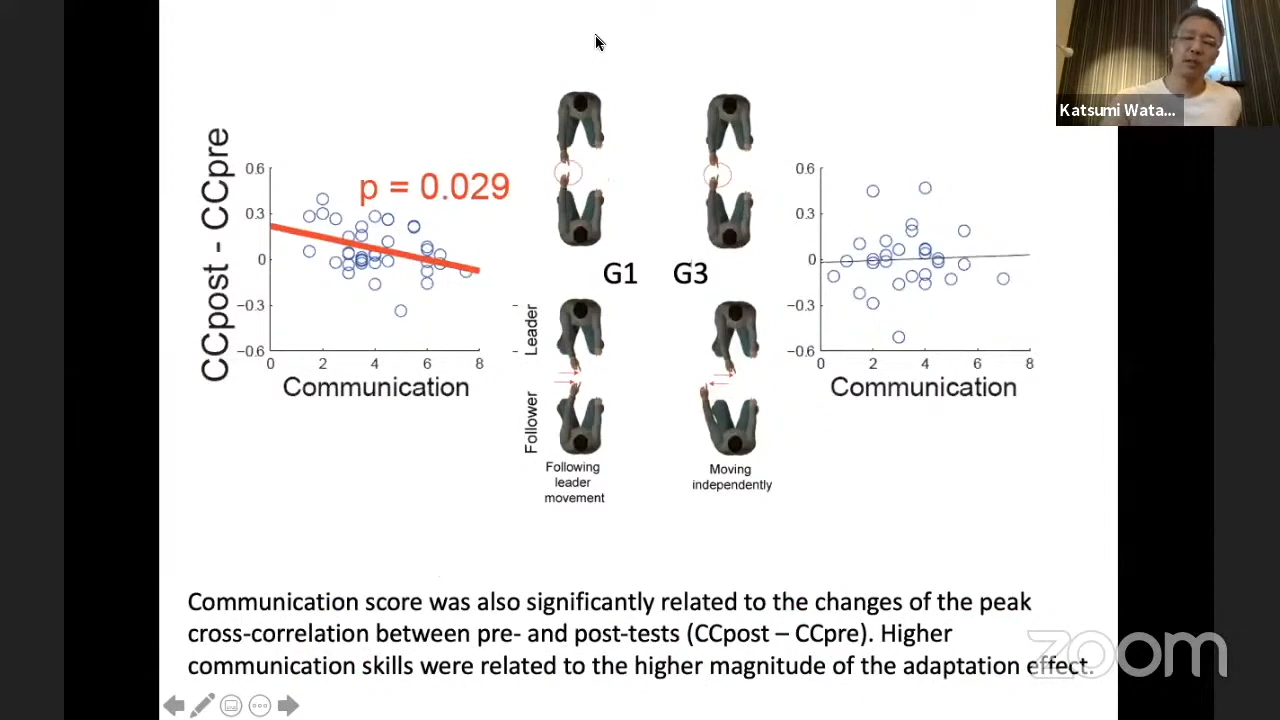 Katsumi Wata...
CCpost - CCpre
0.6
0.3
0
−0.3
−0.6
0 2 4 6 8
Communication
p = 0.029
G1 G3
Leader
Follower
Following
leader
movement
Moving
independently
0.6
0.3
0
−0.3
−0.6
0 2 4 6 8
Communication
Communication score was also significantly related to the changes of the peak
cross-correlation between pre- and post-tests (CCpost – CCpre). Higher
communication skills were related to the higher magnitude of the adaptation effect.
zoom